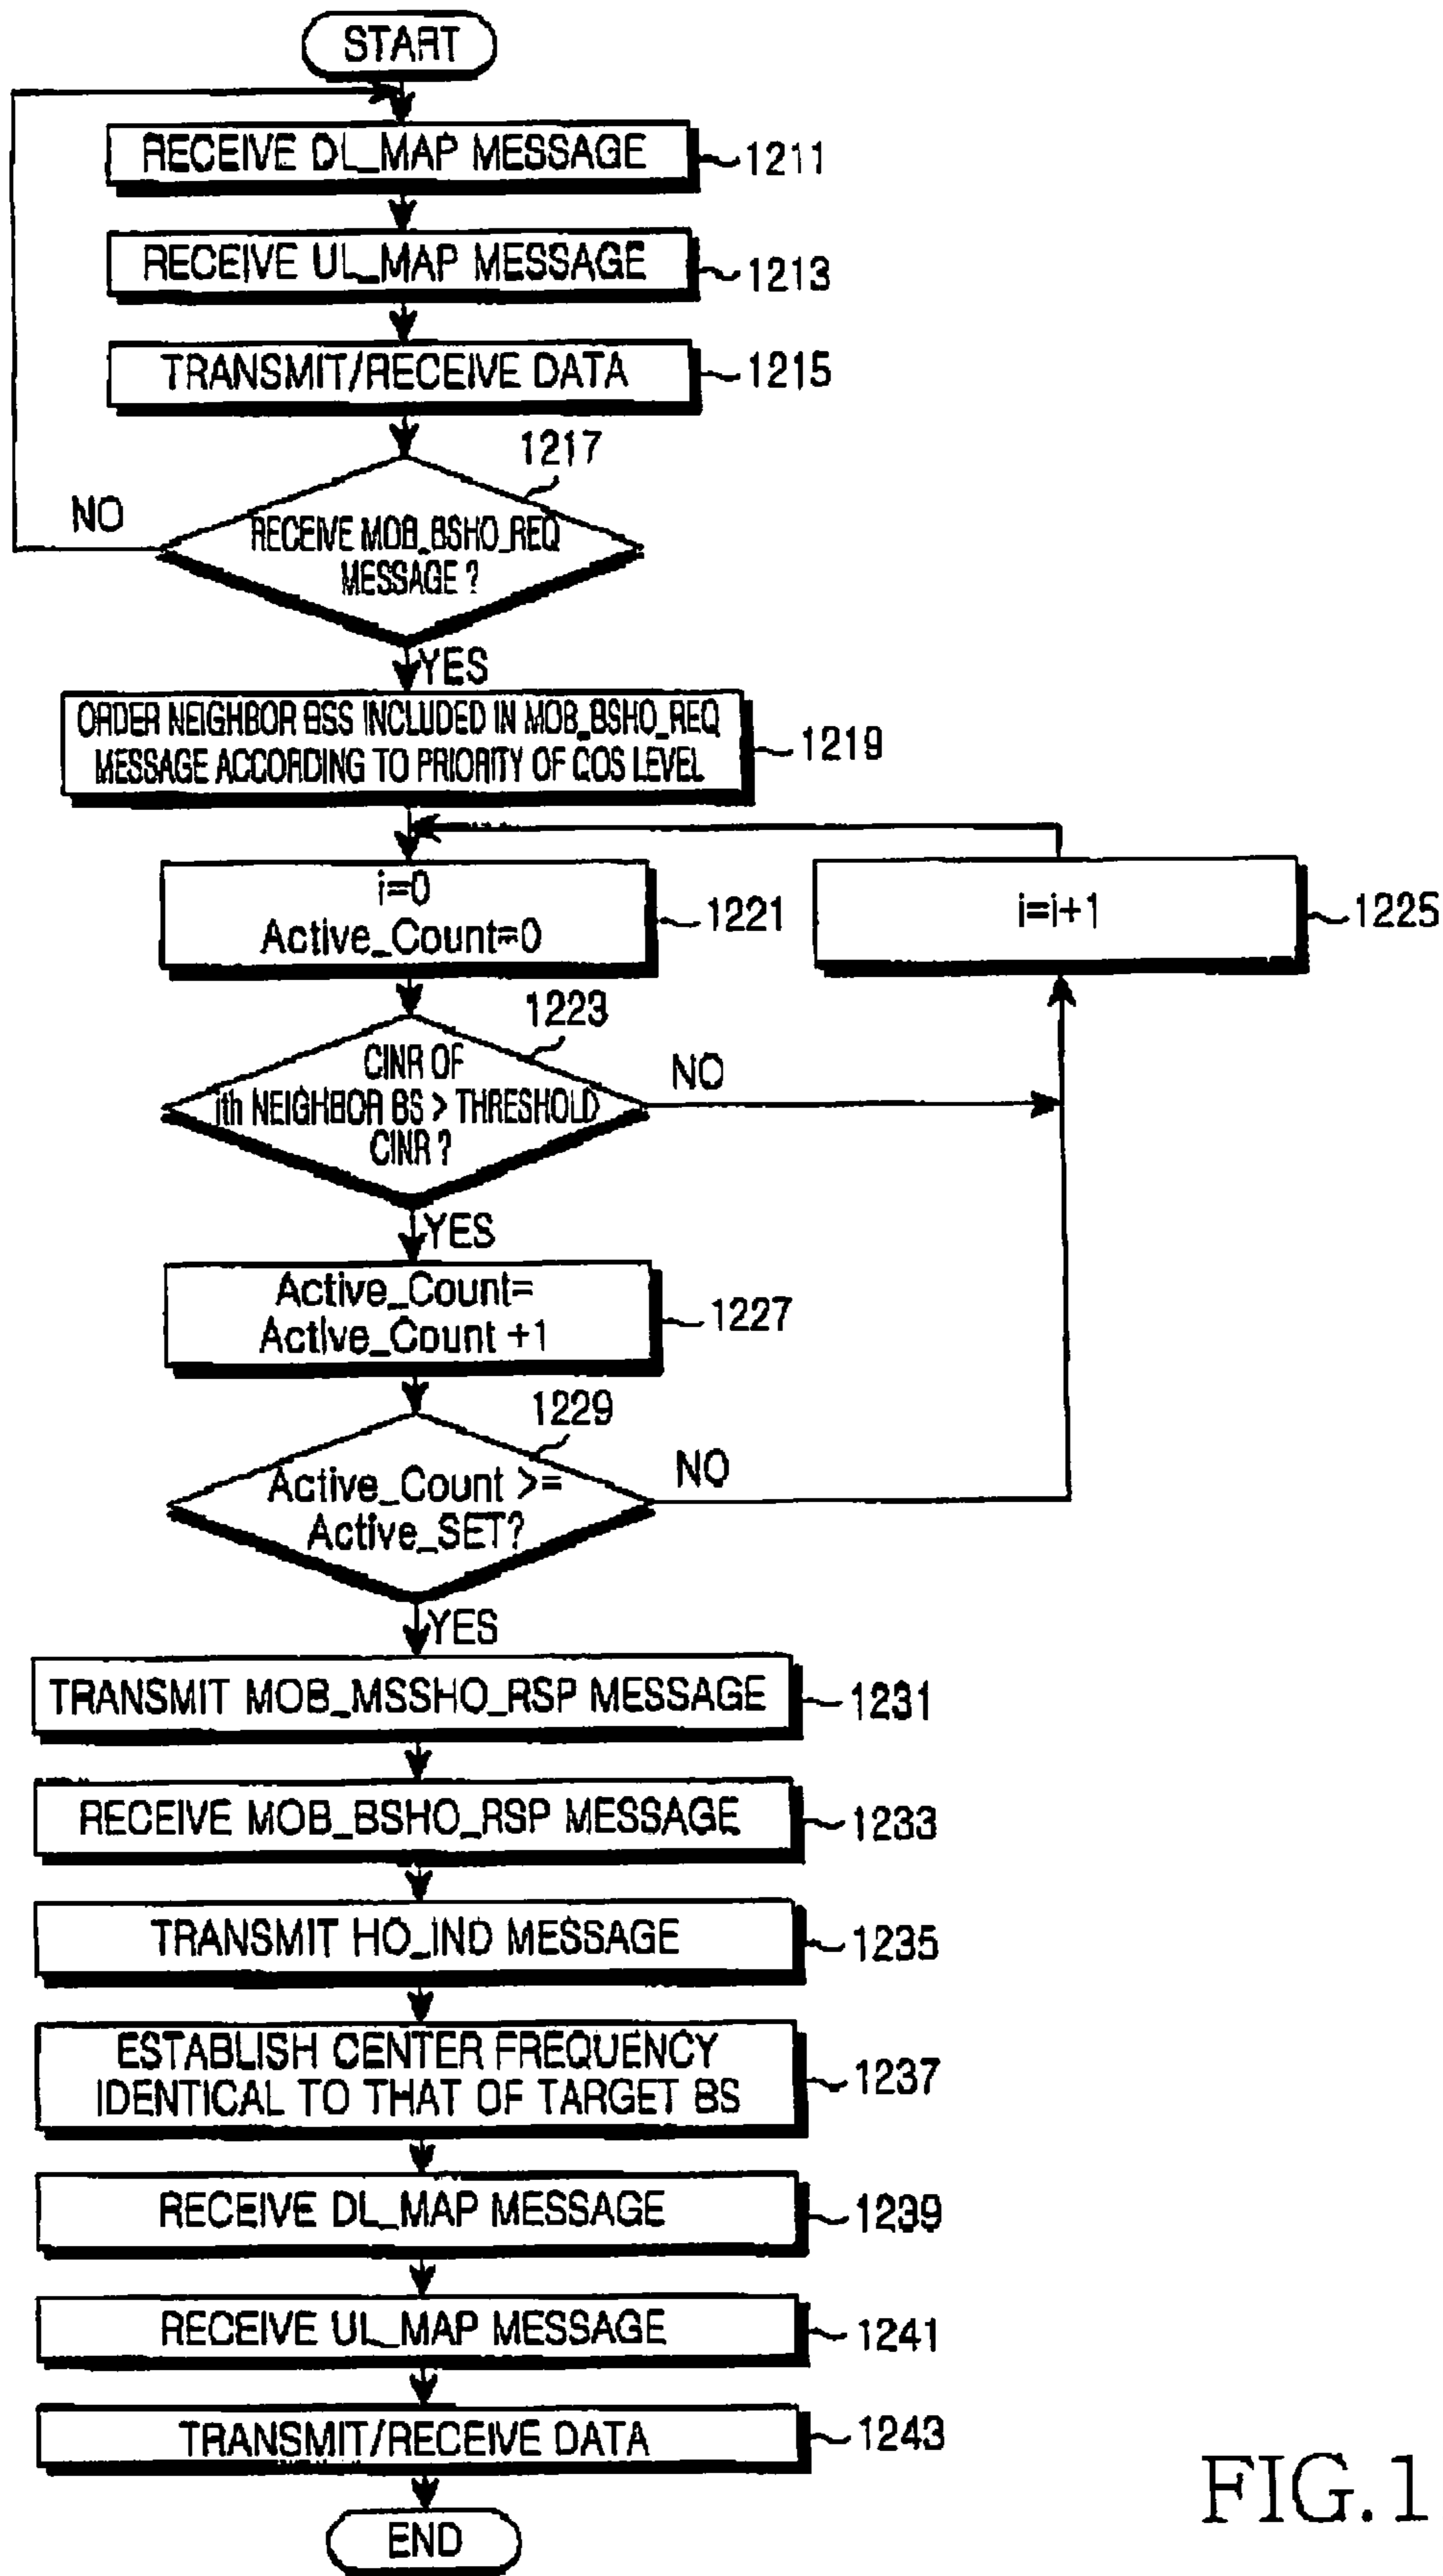 START
RECEIVE DL_MAP MESSAGE
1211
RECEIVE UL_MAP MESSAGE
1213
TRANSMIT/RECEIVE DATA
1215
1217
NO
RECEIVE MOB_BSHO_REQ
MESSAGE ?
YES
ORDER NEIGHBOR BSS INCLUDED IN MOB_BSHO_REQ
MESSAGE ACCORDING TO PRIORITY OF QOS LEVEL
1219
i=0
Active_Count=0
1221
i=i+1
1225
1223
CINR OF
ith NEIGHBOR BS > THRESHOLD
CINR ?
NO
YES
Active_Count=
Active_Count +1
1227
1229
Active_Count >=
Active_SET?
NO
YES
TRANSMIT MOB_MSSHO_RSP MESSAGE
1231
RECEIVE MOB_BSHO_RSP MESSAGE
1233
TRANSMIT HO_IND MESSAGE
1235
ESTABLISH CENTER FREQUENCY
IDENTICAL TO THAT OF TARGET BS
1237
RECEIVE DL_MAP MESSAGE
1239
RECEIVE UL_MAP MESSAGE
1241
TRANSMIT/RECEIVE DATA
1243
END
FIG.1